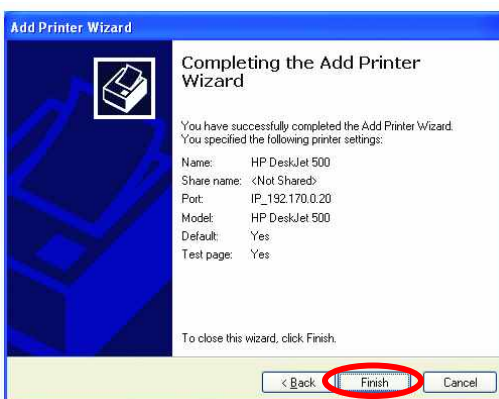 Add Printer Wizard
Completing the Add Printer
Wizard
You have successfully completed the Add Printer Wizard.
You specified the following printer settings:
Name: HP DeskJet 500
Share name: <Not Shared>
Port: IP_192.170.0.20
Model: HP DeskJet 500
Default: Yes
Test page: Yes
To close this wizard, click Finish.
< Back Finish Cancel